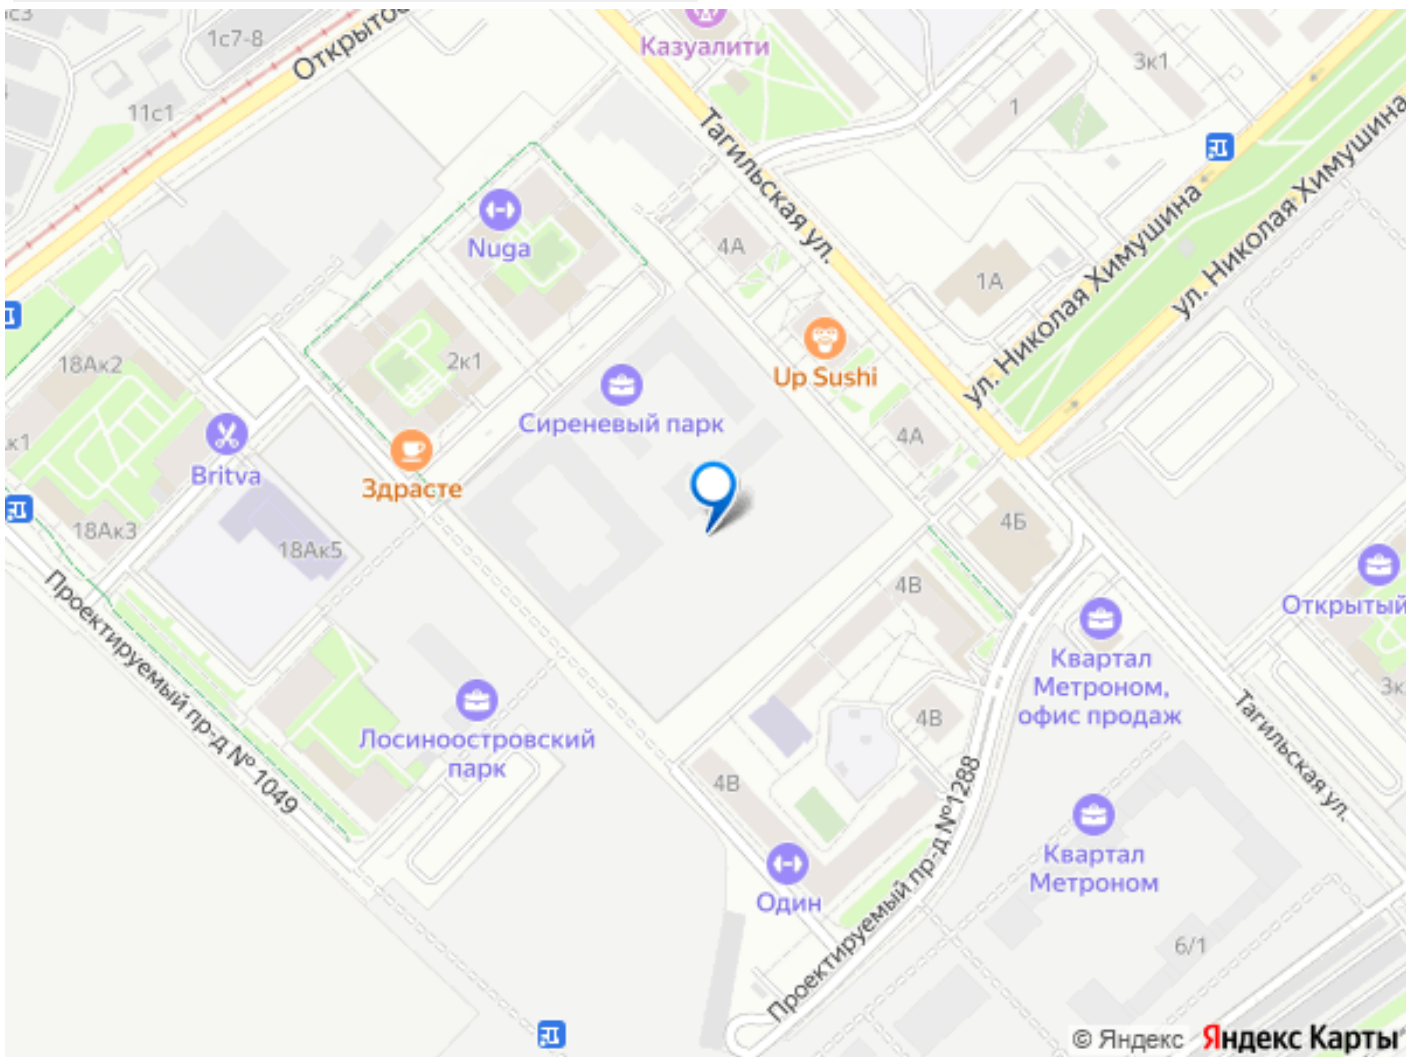 1с7-8
Открытое
Казуалити
3к1
11с1
1
Тагильская ул.
ул. Николая Химушина
ул. Николая Химушина
Nuga
4А
1А
18Ак2
2к1
Up Sushi
Сиреневый парк
4А
к1
Britva
Здрасте
18Ак3
18Ак5
4Б
4В
Открытый
Проектируемый пр-д № 1049
Квартал
Метроном,
офис продаж
3к
Лосиноостровский
парк
4В
Тагильская ул.
4В
Проектируемый пр-д №1288
Квартал
Метроном
Один
6/1
© Яндекс Яндекс Карты